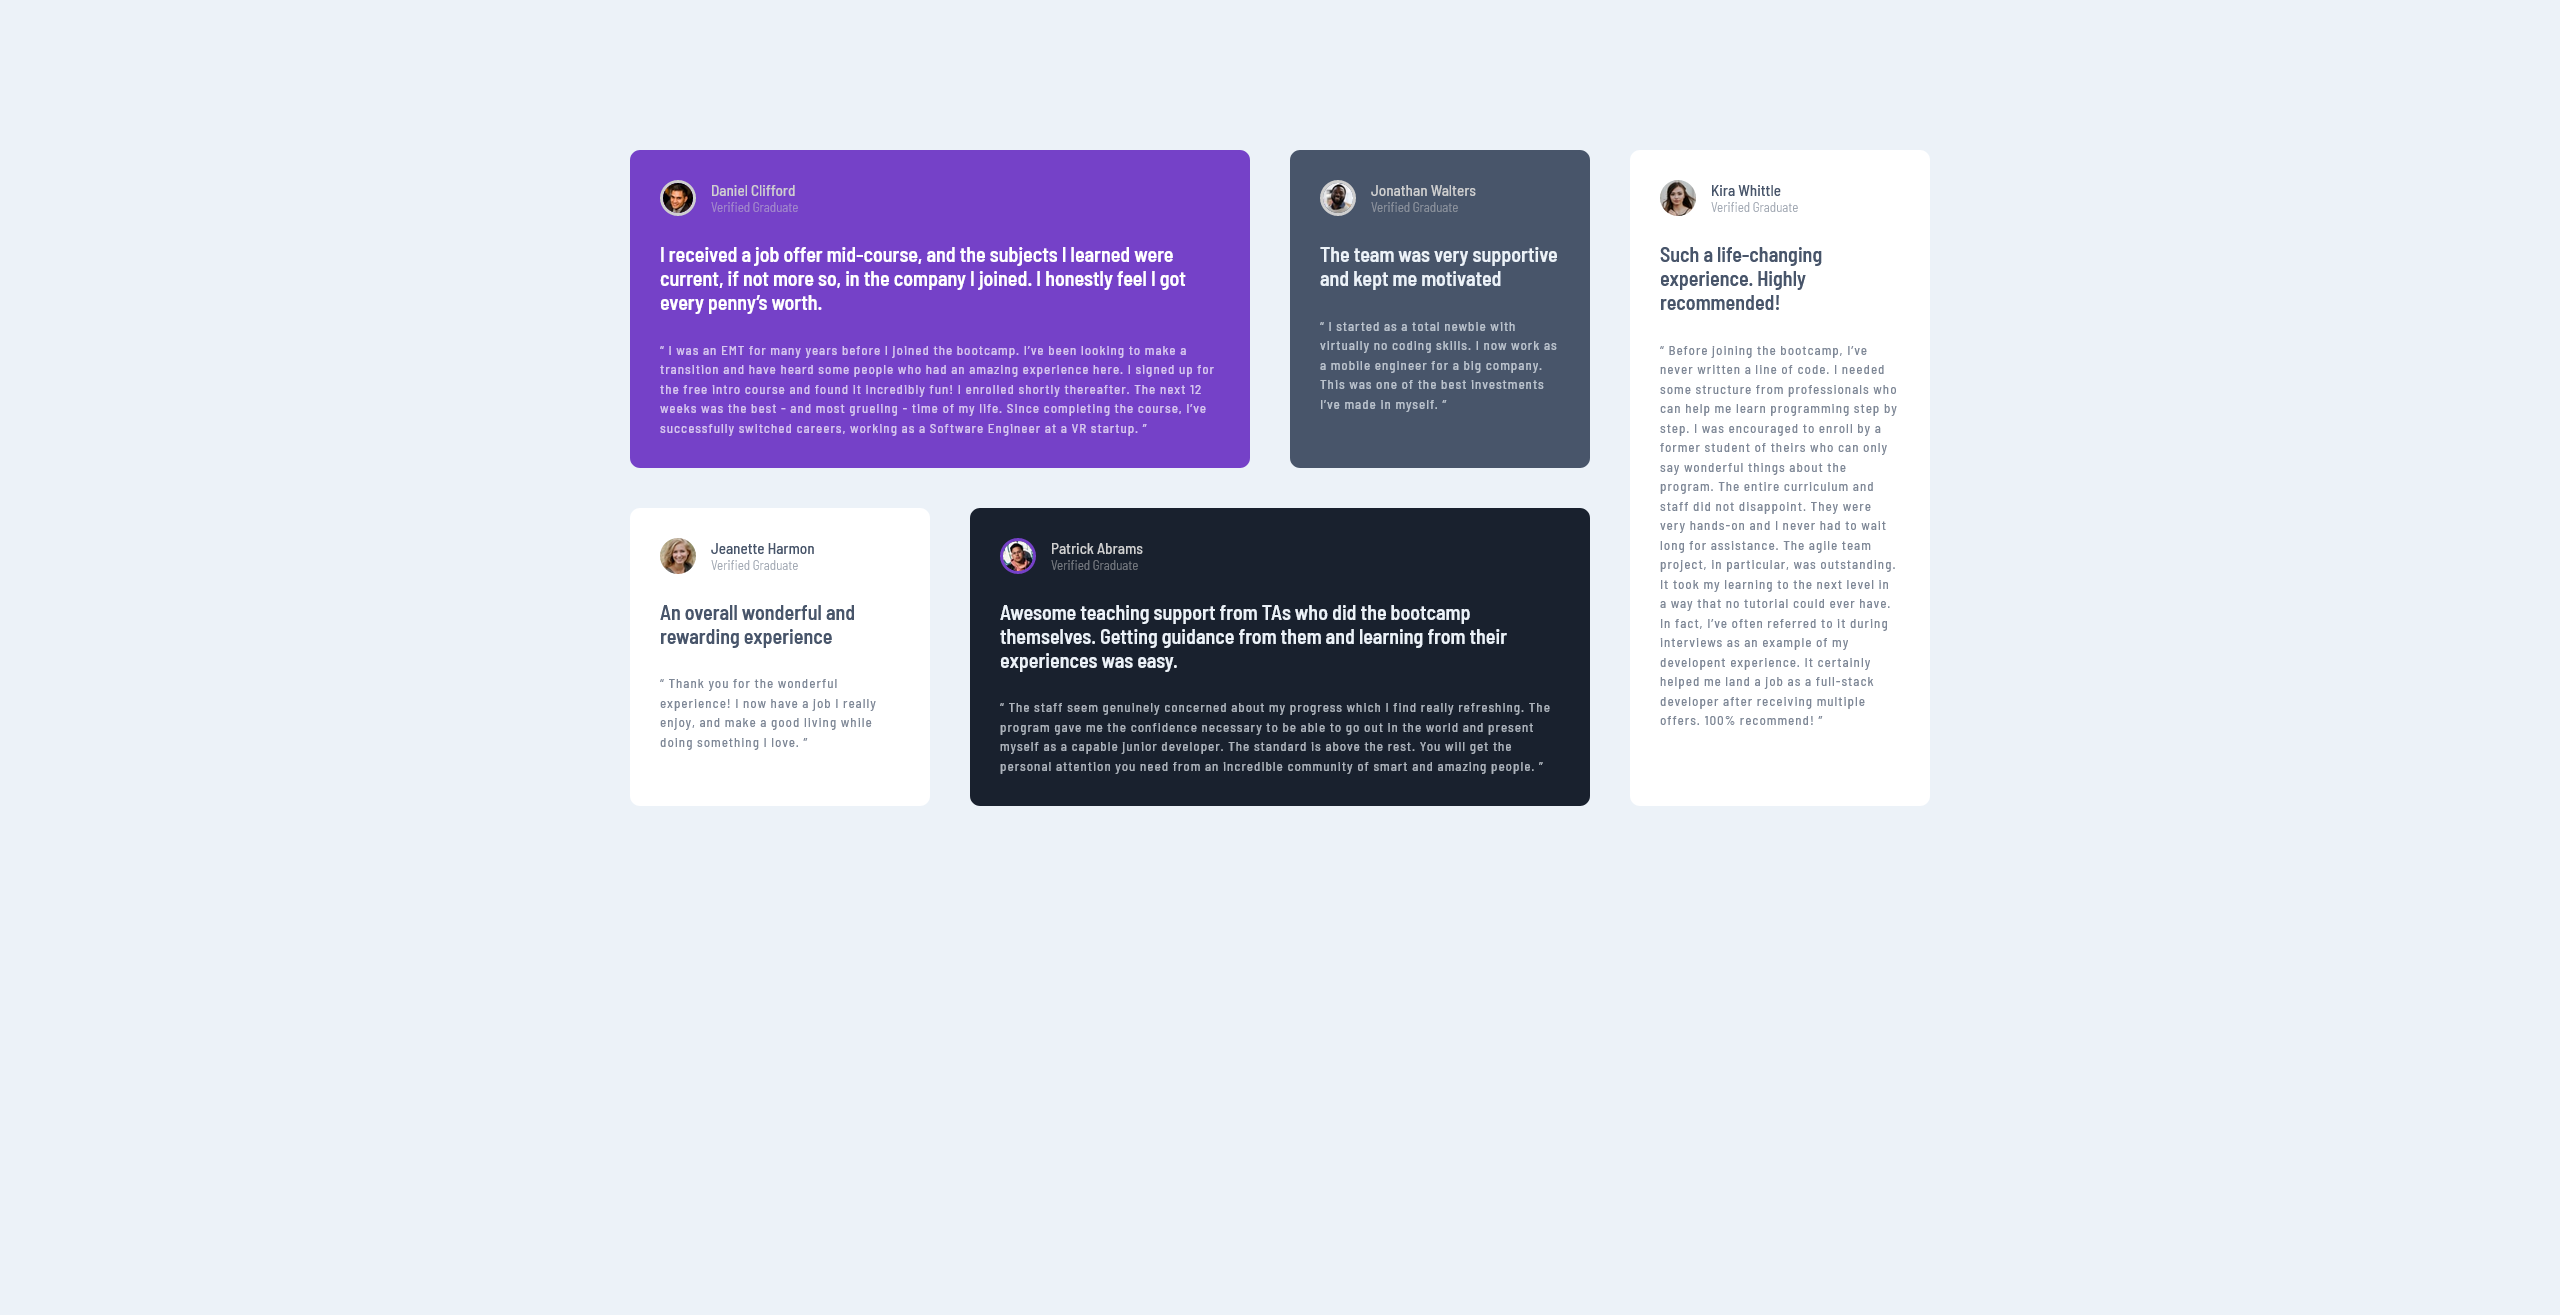 Daniel Clifford
Verified Graduate
I received a job offer mid-course, and the subjects I learned were
current, if not more so, in the company I joined. I honestly feel I got
every penny’s worth.
“ I was an EMT for many years before I joined the bootcamp. I’ve been looking to make a
transition and have heard some people who had an amazing experience here. I signed up for
the free intro course and found it incredibly fun! I enrolled shortly thereafter. The next 12
weeks was the best - and most grueling - time of my life. Since completing the course, I’ve
successfully switched careers, working as a Software Engineer at a VR startup. ”
Jonathan Walters
Verified Graduate
The team was very supportive
and kept me motivated
“ I started as a total newbie with
virtually no coding skills. I now work as
a mobile engineer for a big company.
This was one of the best investments
I’ve made in myself. ”
Kira Whittle
Verified Graduate
Such a life-changing
experience. Highly
recommended!
“ Before joining the bootcamp, I’ve
never written a line of code. I needed
some structure from professionals who
can help me learn programming step by
step. I was encouraged to enroll by a
former student of theirs who can only
say wonderful things about the
program. The entire curriculum and
staff did not disappoint. They were
very hands-on and I never had to wait
long for assistance. The agile team
project, in particular, was outstanding.
It took my learning to the next level in
a way that no tutorial could ever have.
In fact, I’ve often referred to it during
interviews as an example of my
developent experience. It certainly
helped me land a job as a full-stack
developer after receiving multiple
offers. 100% recommend! ”
Jeanette Harmon
Verified Graduate
An overall wonderful and
rewarding experience
“ Thank you for the wonderful
experience! I now have a job I really
enjoy, and make a good living while
doing something I love. ”
Patrick Abrams
Verified Graduate
Awesome teaching support from TAs who did the bootcamp
themselves. Getting guidance from them and learning from their
experiences was easy.
“ The staff seem genuinely concerned about my progress which I find really refreshing. The
program gave me the confidence necessary to be able to go out in the world and present
myself as a capable junior developer. The standard is above the rest. You will get the
personal attention you need from an incredible community of smart and amazing people. ”